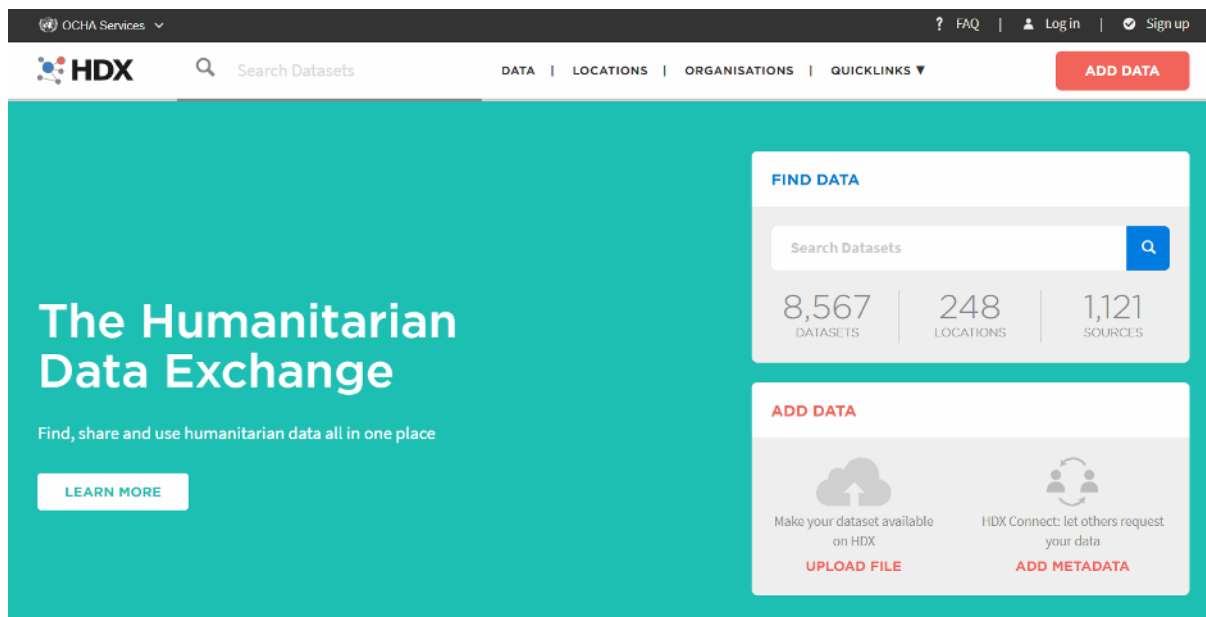 OCHA Services
? FAQ | Log in | Sign up
HDX
Search Datasets
DATA | LOCATIONS | ORGANISATIONS | QUICKLINKS ▼
ADD DATA
The Humanitarian
Data Exchange
Find, share and use humanitarian data all in one place
LEARN MORE
FIND DATA
Search Datasets
8,567 248 1,121
DATASETS LOCATIONS SOURCES
ADD DATA
Make your dataset available
on HDX
UPLOAD FILE
HDX Connect: let others request
your data
ADD METADATA